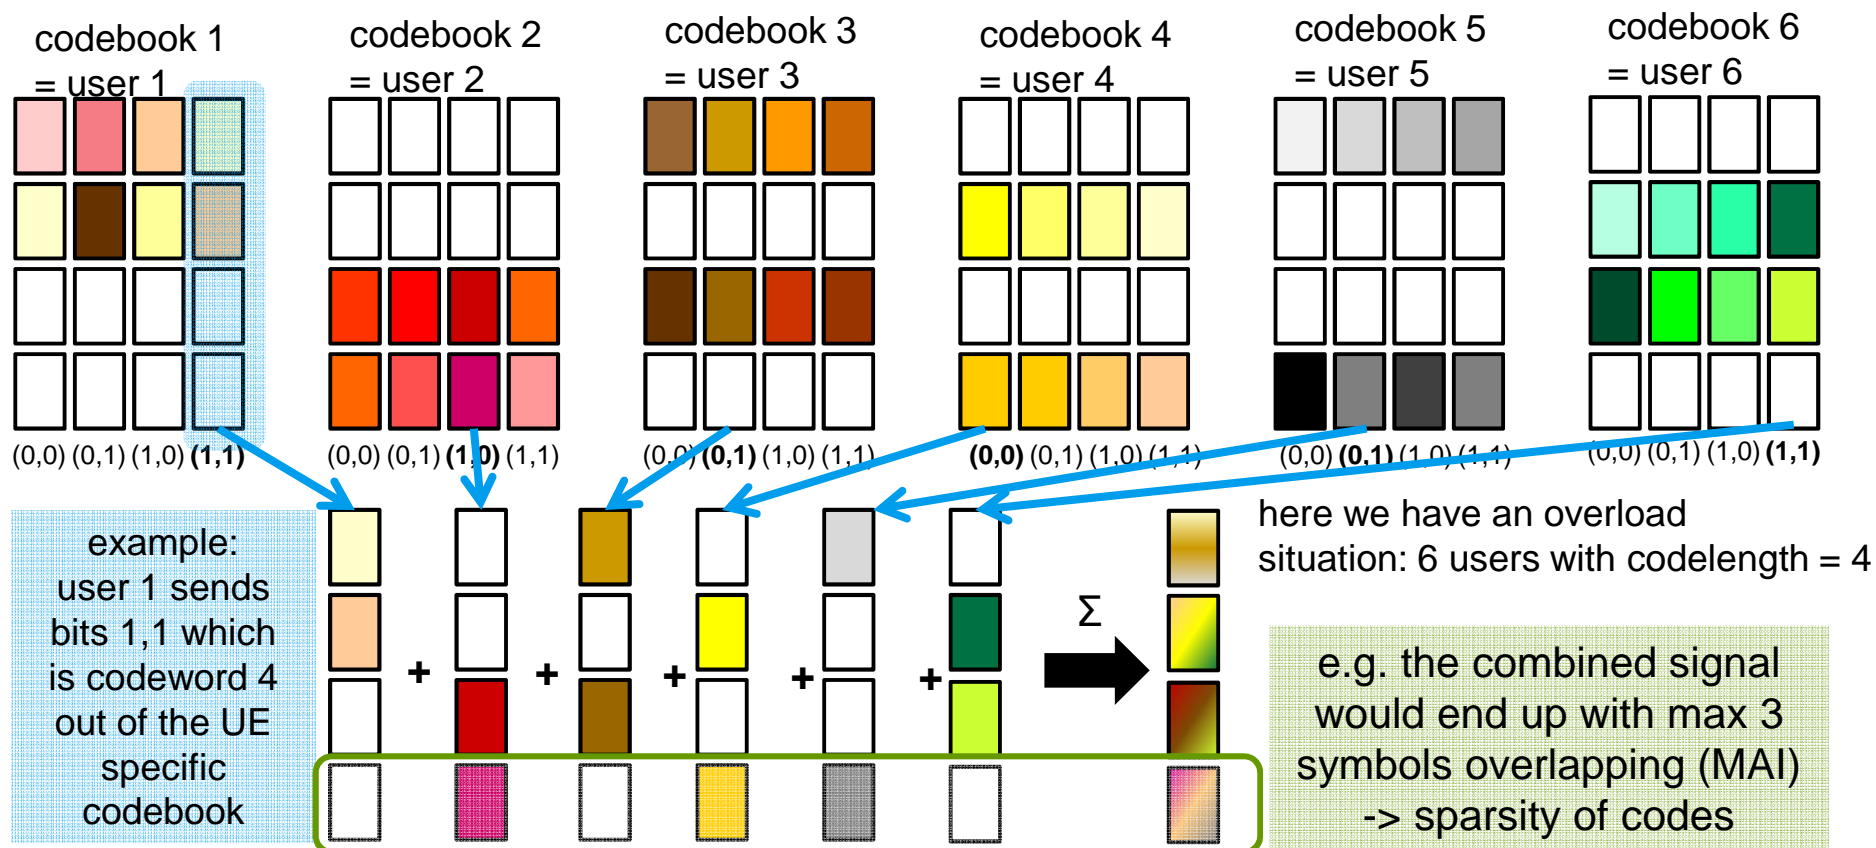 codebook 1
= user 1
codebook 2
= user 2
codebook 3
= user 3
codebook 4
= user 4
codebook 5
= user 5
codebook 6
= user 6
(0,0) (0,1) (1,0) (1,1)
(0,0) (0,1) (1,0) (1,1)
(0,0) (0,1) (1,0) (1,1)
(0,0) (0,1) (1,0) (1,1)
(0,0) (0,1) (1,0) (1,1)
(0,0) (0,1) (1,0) (1,1)
example:
user 1 sends
bits 1,1 which
is codeword 4
out of the UE
specific
codebook
+ + + + +
Σ
here we have an overload
situation: 6 users with codelength = 4
e.g. the combined signal
would end up with max 3
symbols overlapping (MAI)
-> sparsity of codes